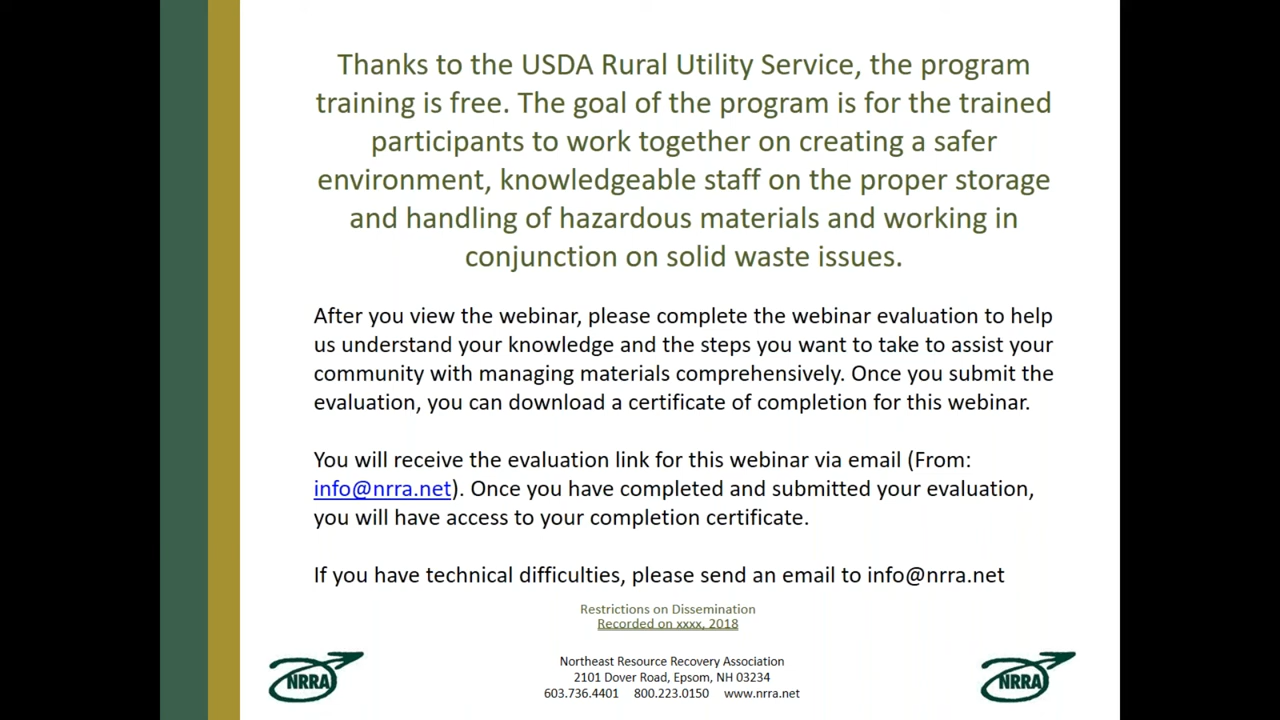 Thanks to the USDA Rural Utility Service, the program
training is free. The goal of the program is for the trained
participants to work together on creating a safer
environment, knowledgeable staff on the proper storage
and handling of hazardous materials and working in
conjunction on solid waste issues.
After you view the webinar, please complete the webinar evaluation to help
us understand your knowledge and the steps you want to take to assist your
community with managing materials comprehensively. Once you submit the
evaluation, you can download a certificate of completion for this webinar.
You will receive the evaluation link for this webinar via email (From:
info@nrra.net). Once you have completed and submitted your evaluation,
you will have access to your completion certificate.
If you have technical difficulties, please send an email to info@nrra.net
Restrictions on Dissemination
Recorded on xxxx, 2018
NRRA
Northeast Resource Recovery Association
2101 Dover Road, Epsom, NH 03234
603.736.4401 800.223.0150 www.nrra.net
NRRA